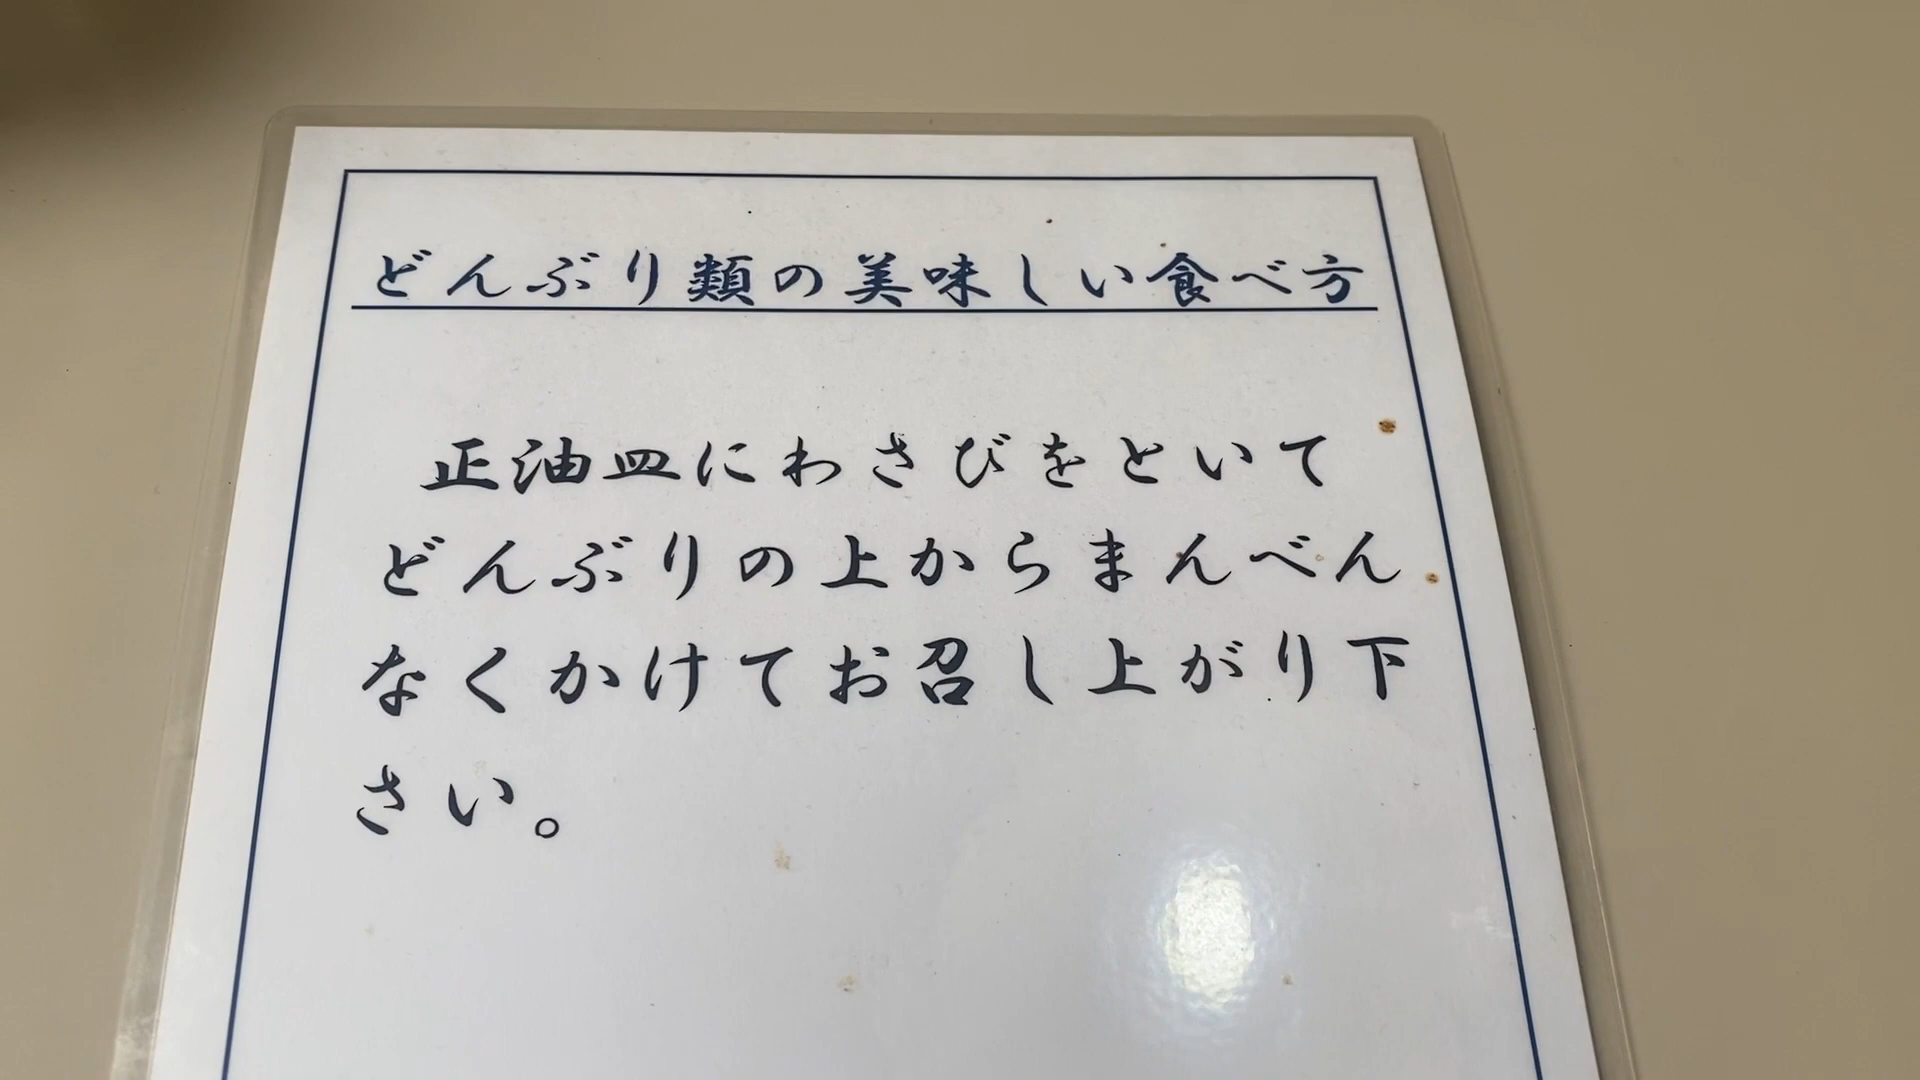 どんぶり類の美味しい食べ方
正油皿にわさびをといて
どんぶりの上からまんべん
なくかけてお召し上がり下
さい。